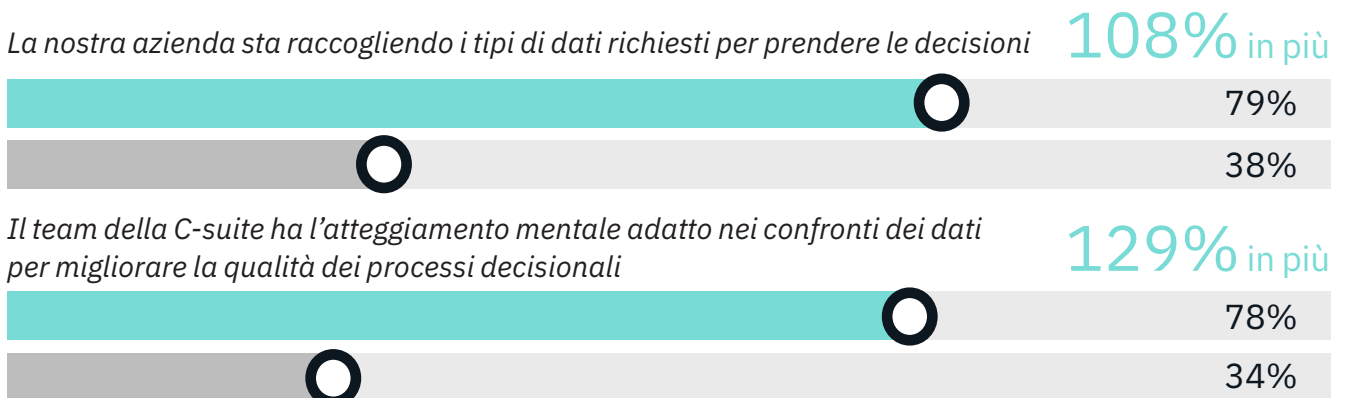 La nostra azienda sta raccogliendo i tipi di dati richiesti per prendere le decisioni 108% in più
79%
38%
Il team della C-suite ha l’atteggiamento mentale adatto nei confronti dei dati
per migliorare la qualità dei processi decisionali 129% in più
78%
34%